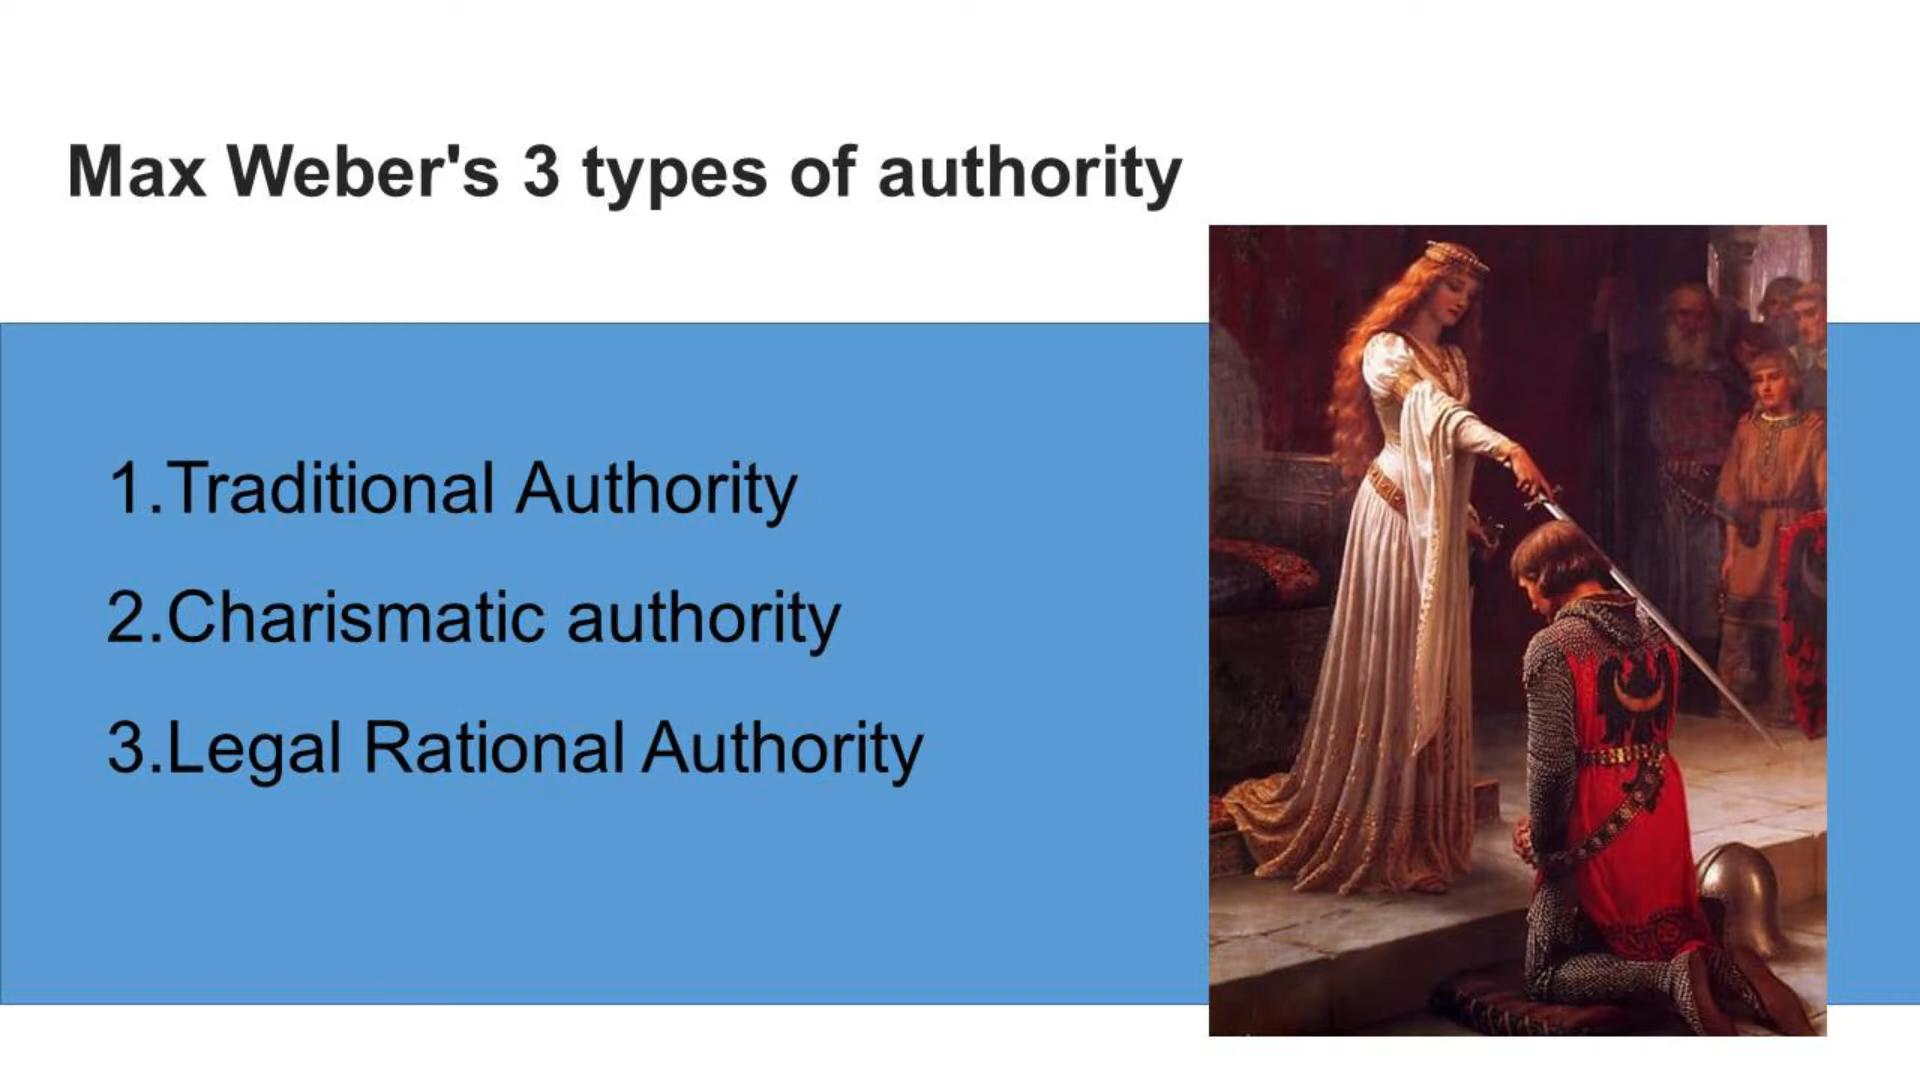 Max Weber's 3 types of authority
1.Traditional Authority
2.Charismatic authority
3.Legal Rational Authority